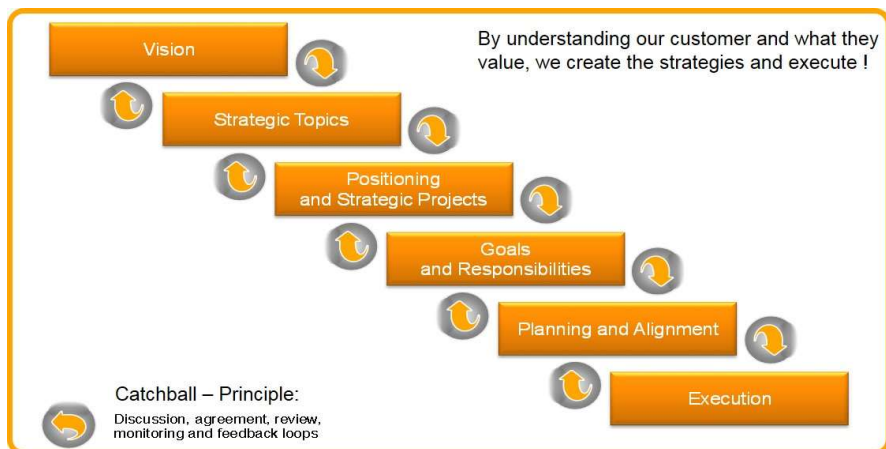 Vision
By understanding our customer and what they
value, we create the strategies and execute !
Strategic Topics
Positioning
and Strategic Projects
Goals
and Responsibilities
Planning and Alignment
Execution
Catchball – Principle:
Discussion, agreement, review,
monitoring and feedback loops